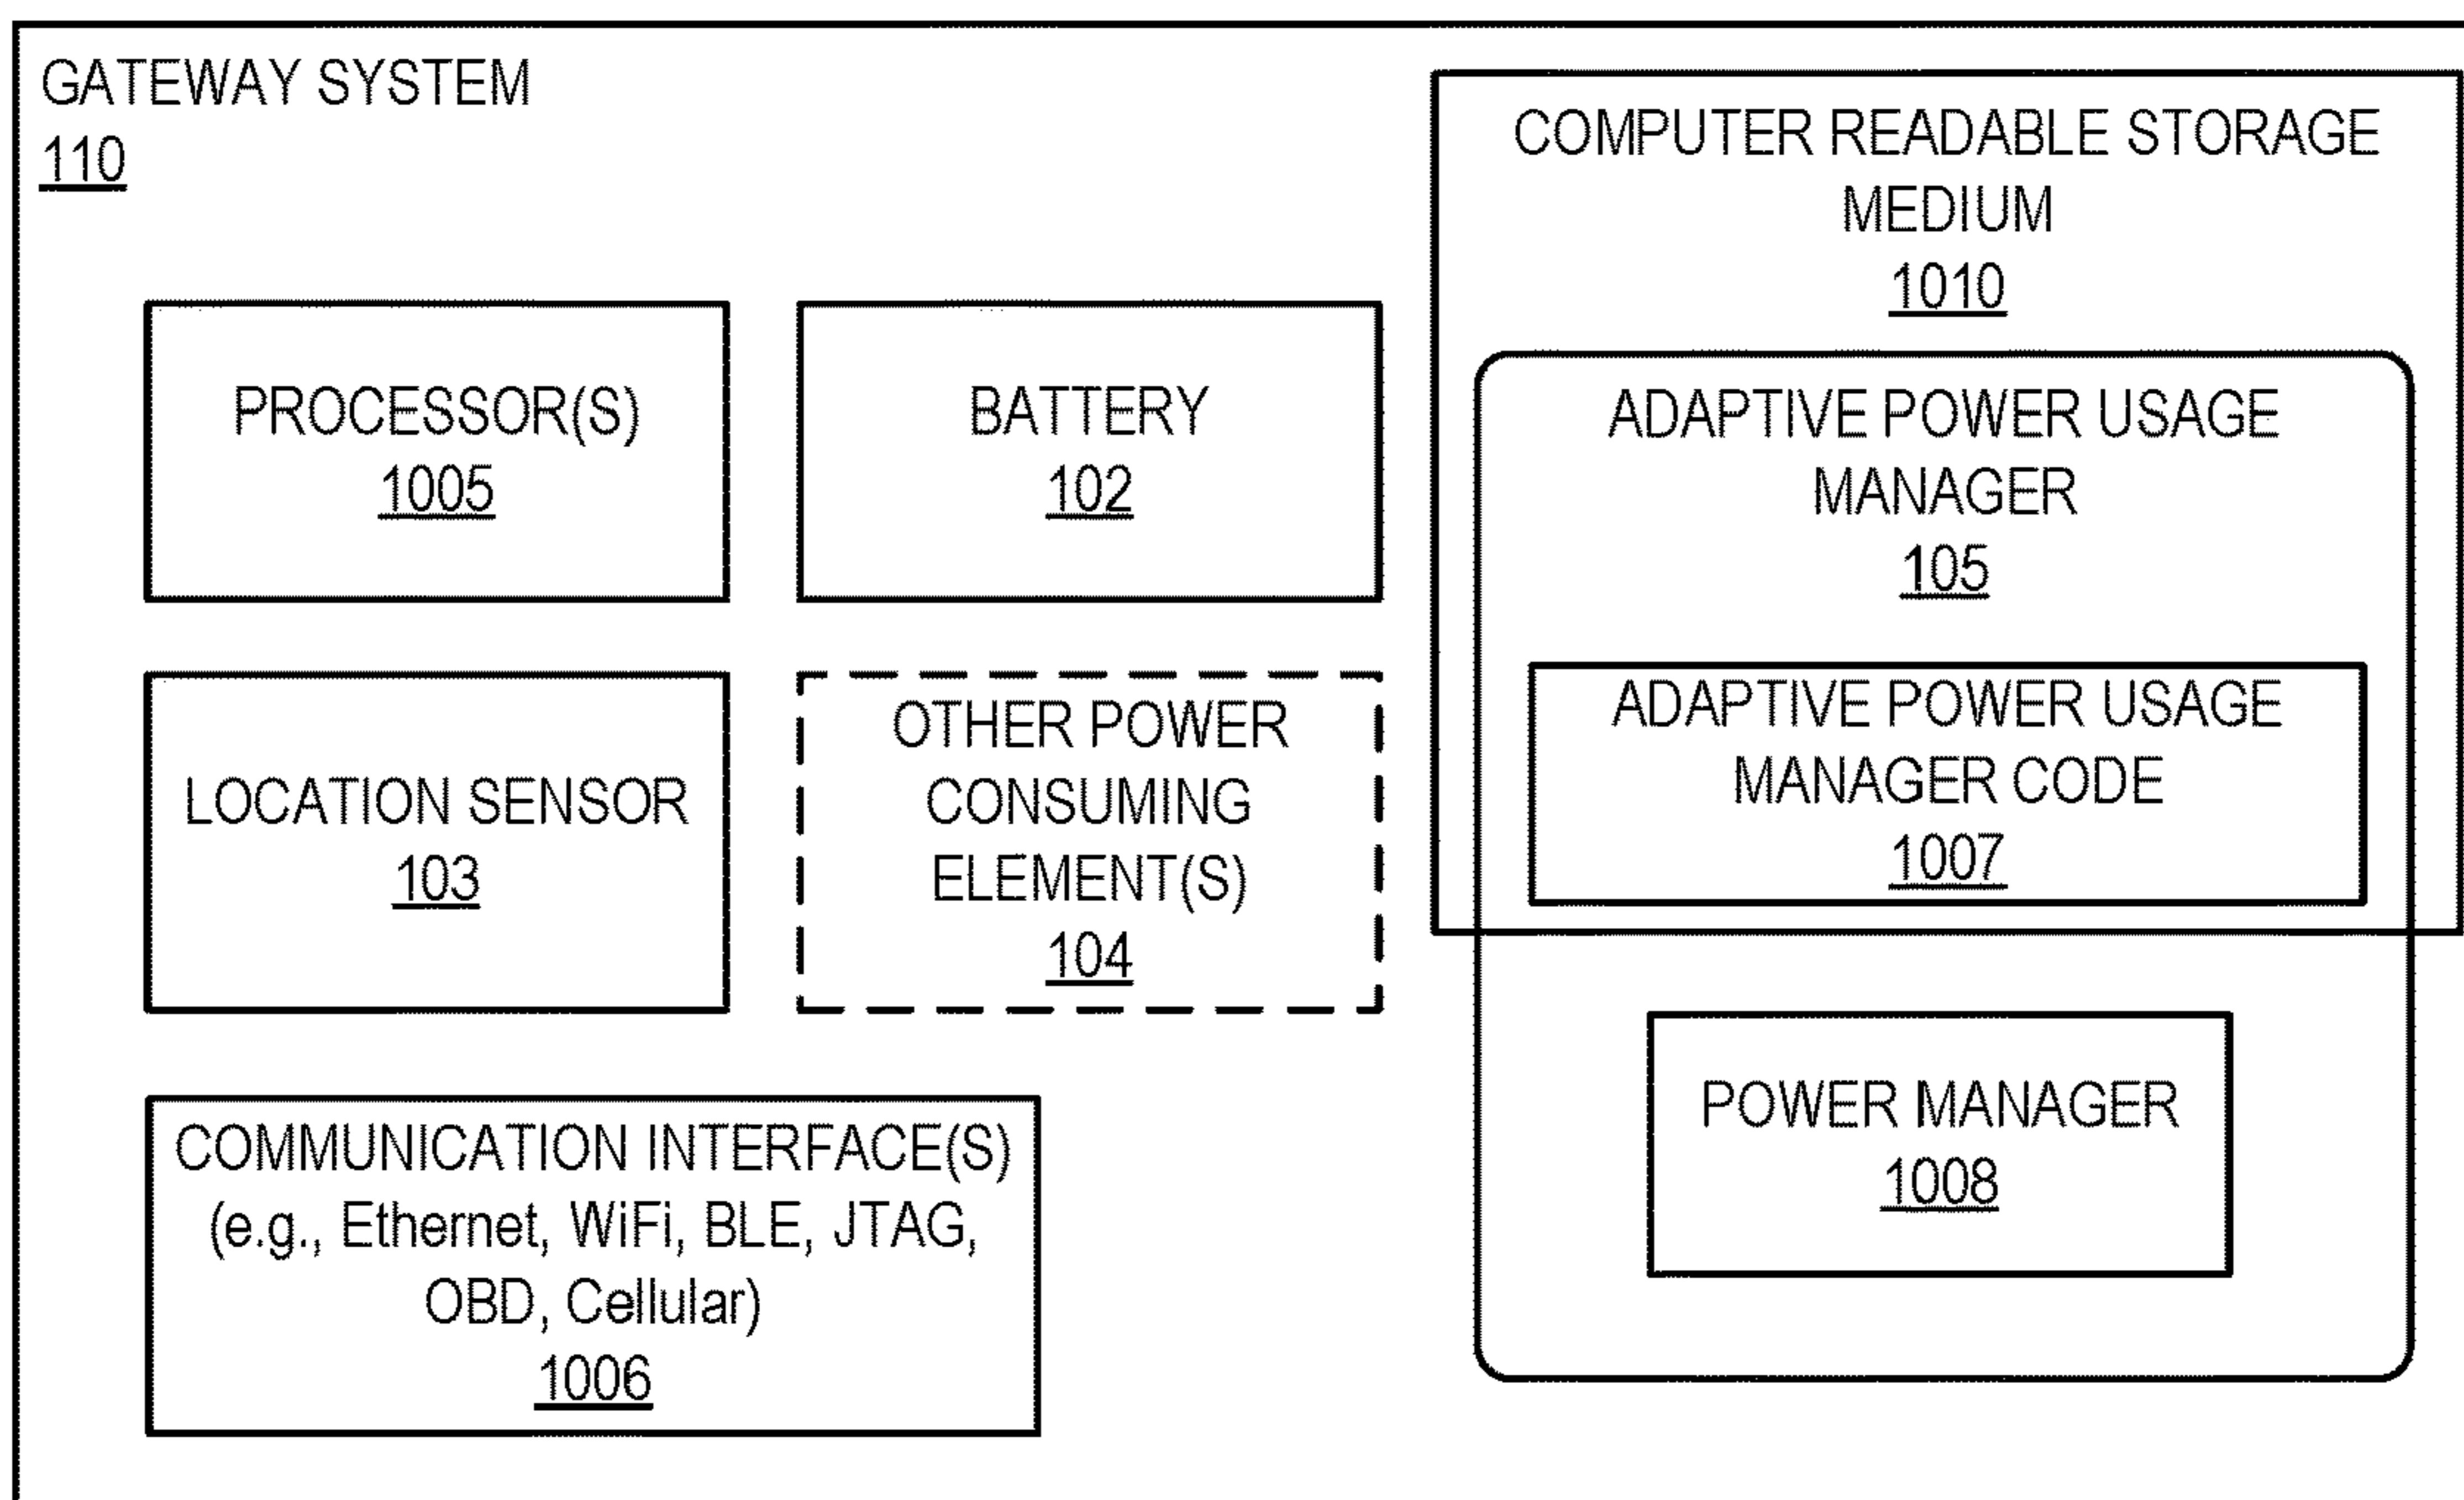 GATEWAY SYSTEM
110
COMPUTER READABLE STORAGE
MEDIUM
1010
PROCESSOR(S)
1005
BATTERY
102
ADAPTIVE POWER USAGE
MANAGER
105
LOCATION SENSOR
103
OTHER POWER
CONSUMING
ELEMENT(S)
104
ADAPTIVE POWER USAGE
MANAGER CODE
1007
COMMUNICATION INTERFACE(S)
(e.g., Ethernet, WiFi, BLE, JTAG,
OBD, Cellular)
1006
POWER MANAGER
1008